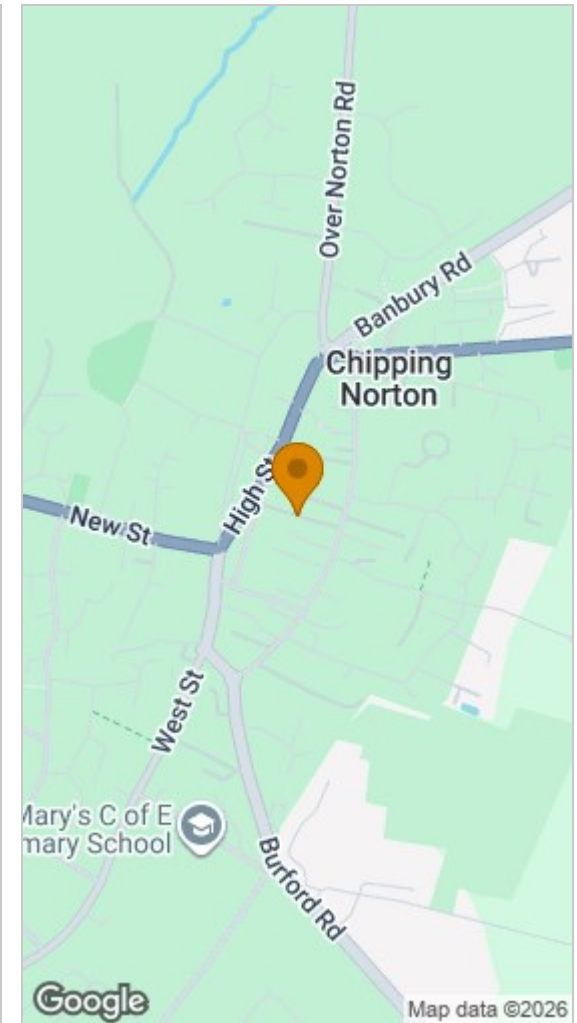 Over Norton Rd
Banbury Rd
Chipping
Norton
High St
New St
West St
Mary's C of E
mary School
Burford Rd
Google
Map data ©2026